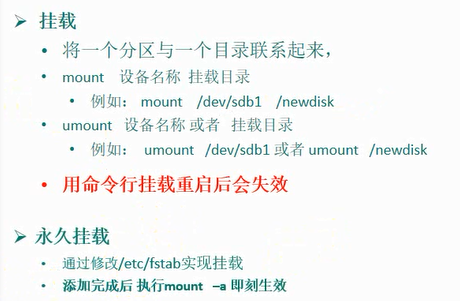 挂载
将一个分区与一个目录联系起来，
mount 设备名称 挂载目录
例如： mount /dev/sdb1 /newdisk
umount 设备名称 或者 挂载目录
例如： umount /dev/sdb1 或者 umount /newdisk
用命令行挂载重启后会失效
永久挂载
通过修改/etc/fstab实现挂载
添加完成后 执行mount –a 即刻生效